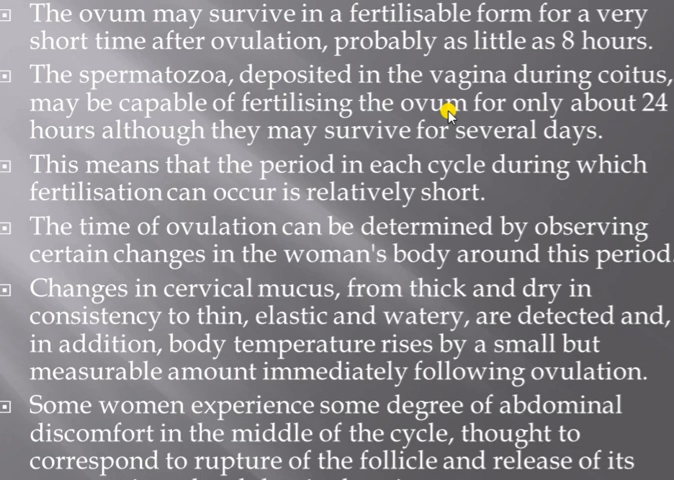 The ovum may survive in a fertilisable form for a very
short time after ovulation, probably as little as 8 hours.
The spermatozoa, deposited in the vagina during coitus,
may be capable of fertilising the ovum for only about 24
hours although they may survive for several days.
This means that the period in each cycle during which
fertilisation can occur is relatively short.
The time of ovulation can be determined by observing
certain changes in the woman's body around this period.
Changes in cervical mucus, from thick and dry in
consistency to thin, elastic and watery, are detected and,
in addition, body temperature rises by a small but
measurable amount immediately following ovulation.
Some women experience some degree of abdominal
discomfort in the middle of the cycle, thought to
correspond to rupture of the follicle and release of its